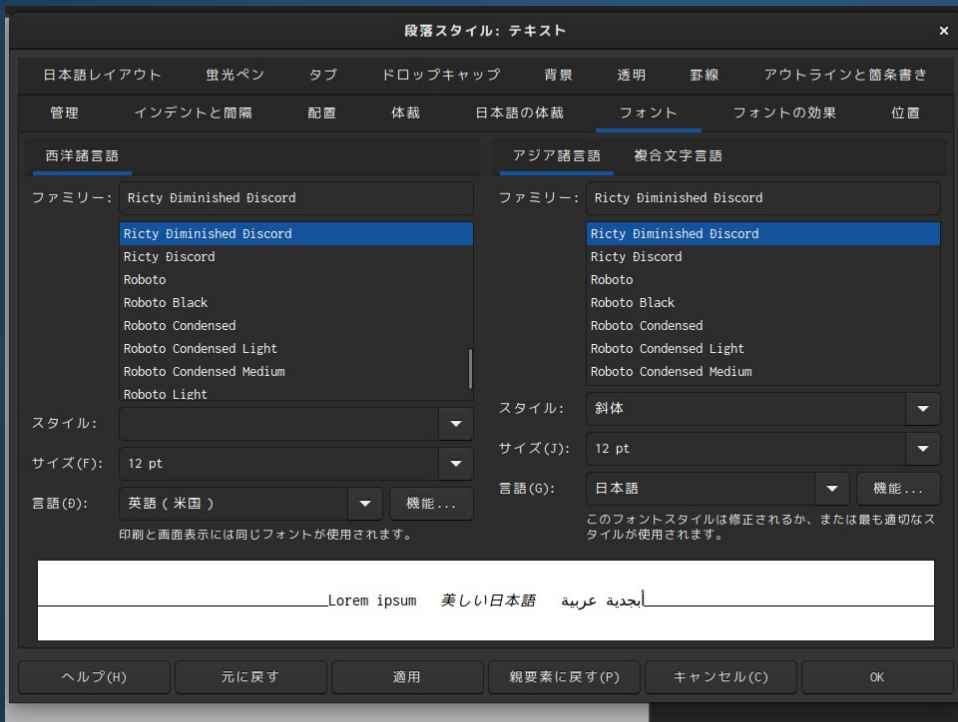 段落スタイル: テキスト
×
日本語レイアウト 蛍光ペン タブ ドロップキャップ 背景 透明 罫線 アウトラインと箇条書き
管理 インデントと間隔 配置 体裁 日本語の体裁 フォント フォントの効果 位置
西洋諸言語
ファミリー: Ricty Điminished Điscord
Ricty Điminished Điscord
Ricty Điscord
Roboto
Roboto Black
Roboto Condensed
Roboto Condensed Light
Roboto Condensed Medium
Roboto Light
スタイル:
サイズ(F): 12 pt
言語(Đ): 英語(米国) 機能...
印刷と画面表示には同じフォントが使用されます。
アジア諸言語 複合文字言語
ファミリー: Ricty Điminished Điscord
Ricty Điminished Điscord
Ricty Điscord
Roboto
Roboto Black
Roboto Condensed
Roboto Condensed Light
Roboto Condensed Medium
スタイル: 斜体
サイズ(J): 12 pt
言語(G): 日本語 機能...
このフォントスタイルは修正されるか、または最も適切なス
タイルが使用されます。
Lorem ipsum 美しい日本語 أبجدية عربية
ヘルプ(H) 元に戻す 適用 親要素に戻す(P) キャンセル(C) OK